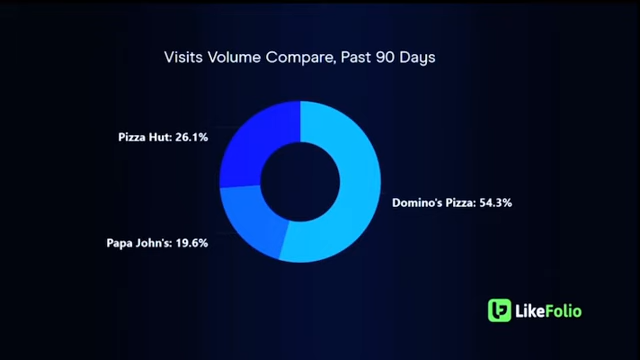 Visits Volume Compare, Past 90 Days
Pizza Hut: 26.1%
Domino's Pizza: 54.3%
Papa John's: 19.6%
LikeFolio